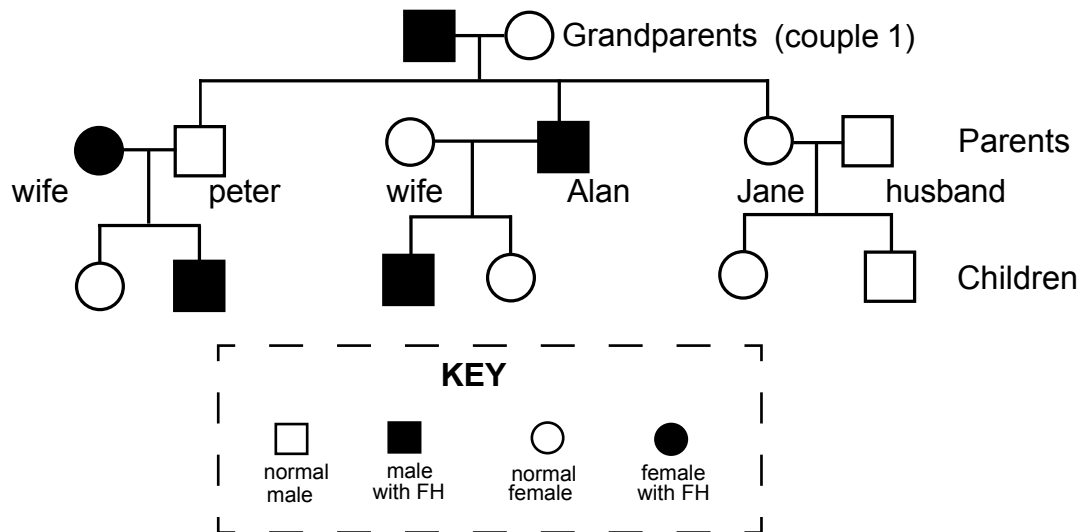 Grandparents (couple 1)
Parents
wife peter wife Alan Jane husband
Children
KEY
normal male
male with FH
normal female
female with FH